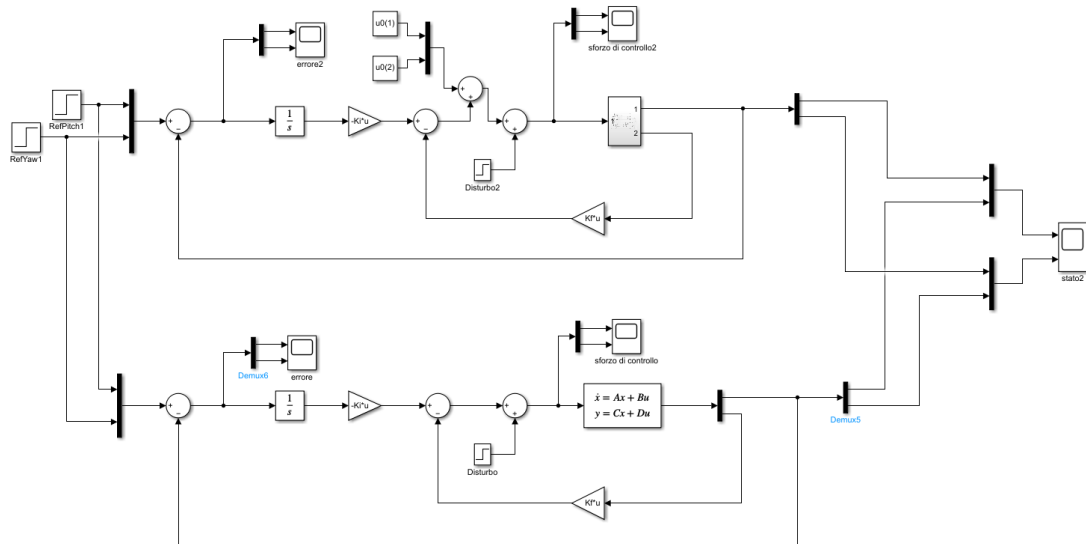 u0(1)
u0(2)
errore2
sforzo di controllo2
RefPitch1
RefYaw1
+
−
1
s
-Ki*u
+
−
+
+
+
+
Disturbo2
1
1
2
Kf*u
stato2
Demux6
errore
sforzo di controllo
+
−
1
s
-Ki*u
+
−
+
+
Disturbo
ẋ = Ax + Bu
y = Cx + Du
Kf*u
Demux5